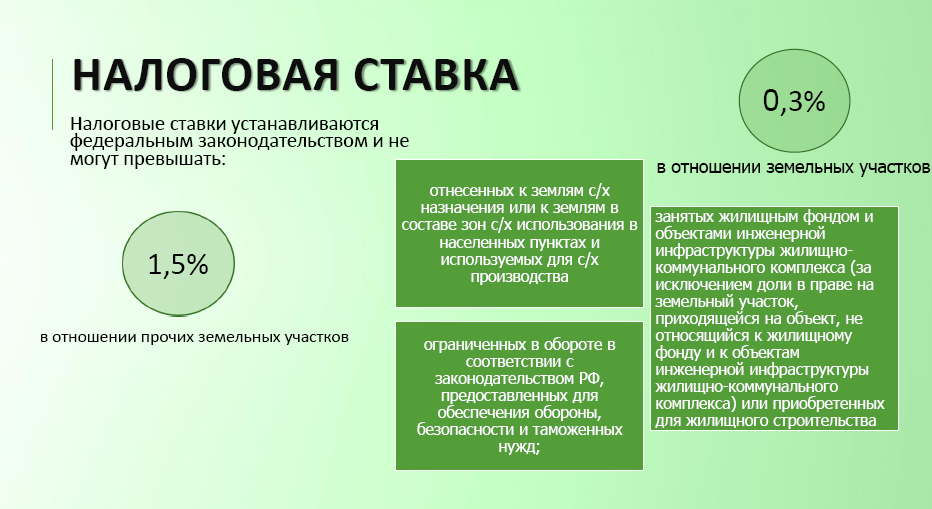 НАЛОГОВАЯ СТАВКА
Налоговые ставки устанавливаются
федеральным законодательством и не
могут превышать:
1,5%
в отношении прочих земельных участков
0,3%
в отношении земельных участков
отнесенных к землям с/х
назначения или к землям в
составе зон с/х использования в
населенных пунктах и
используемых для с/х
производства
ограниченных в обороте в
соответствии с
законодательством РФ,
предоставленных для
обеспечения обороны,
безопасности и таможенных
нужд;
занятых жилищным фондом и
объектами инженерной
инфраструктуры жилищно-
коммунального комплекса (за
исключением доли в праве на
земельный участок,
приходящейся на объект, не
относящийся к жилищному
фонду и к объектам
инженерной инфраструктуры
жилищно-коммунального
комплекса) или приобретенных
для жилищного строительства